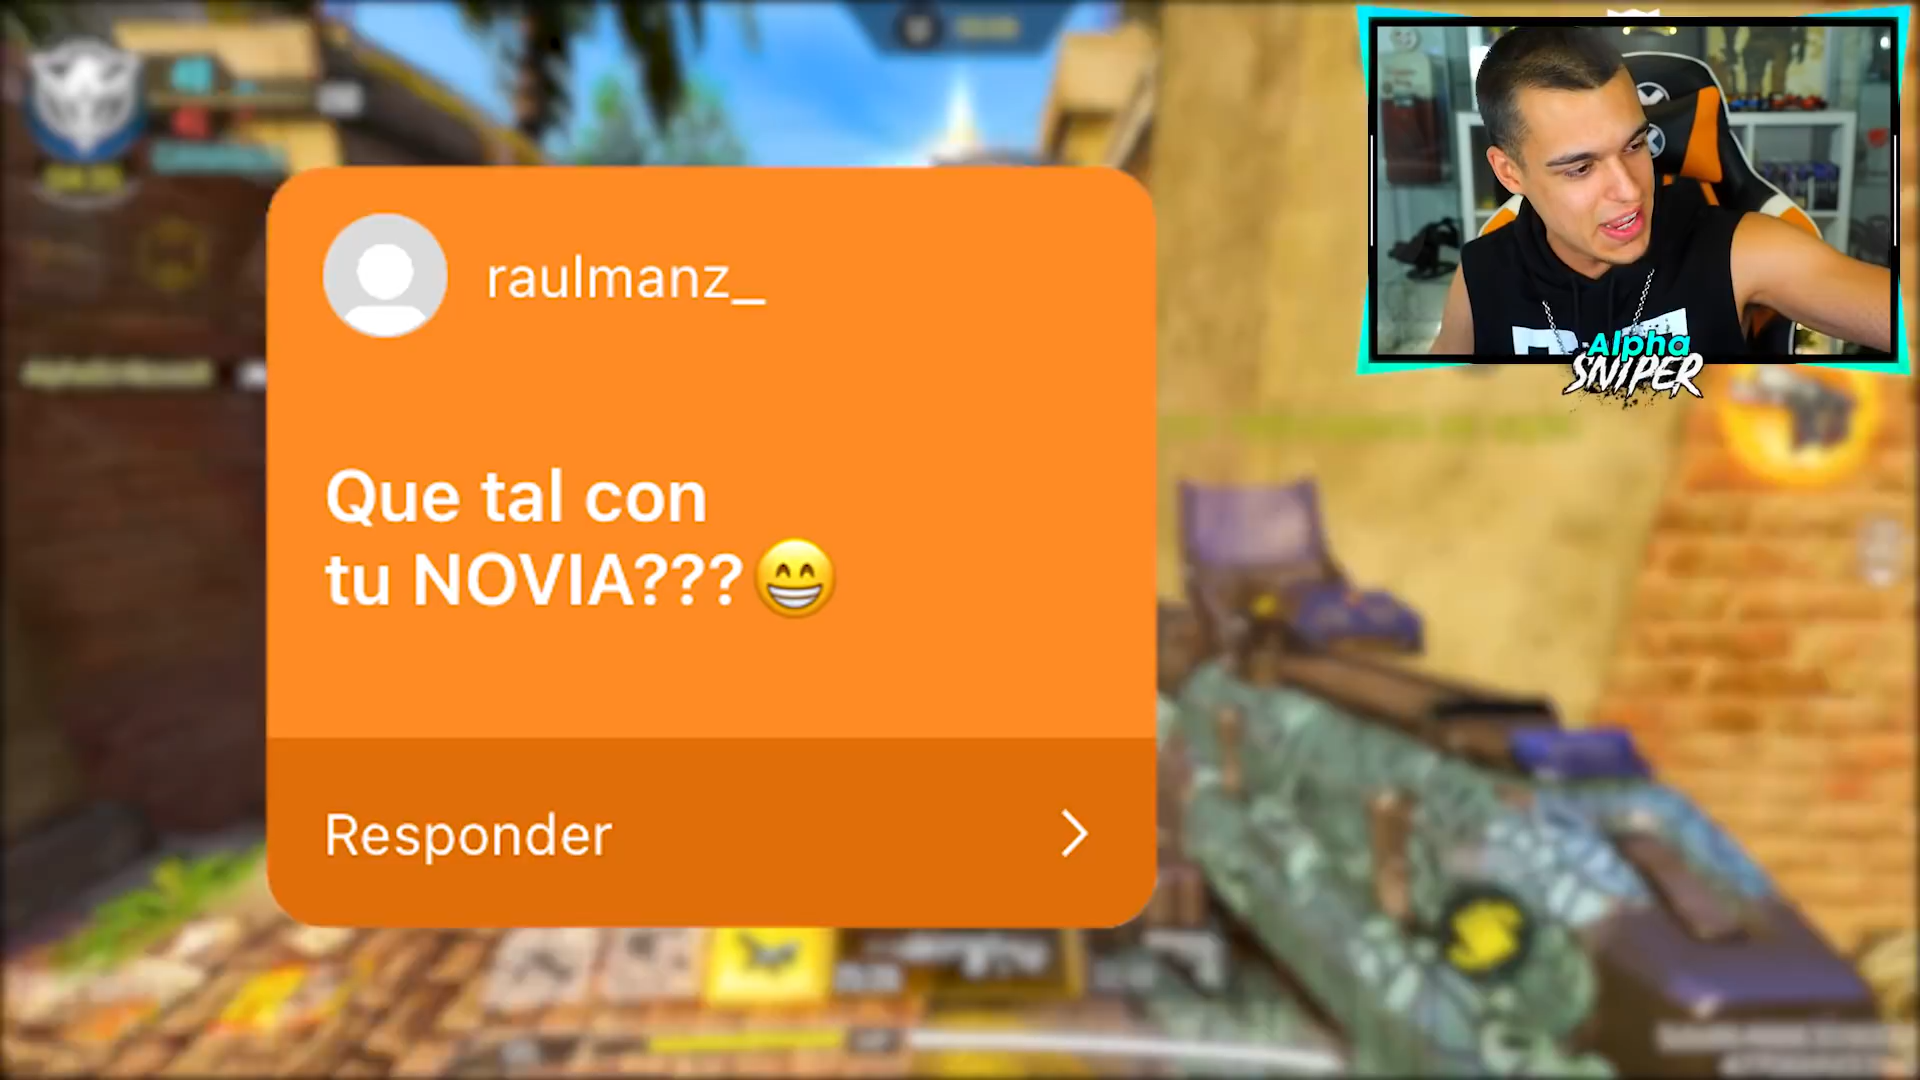 raulmanz_
Que tal con
tu NOVIA???😁
Responder
Alpha
SNIPER